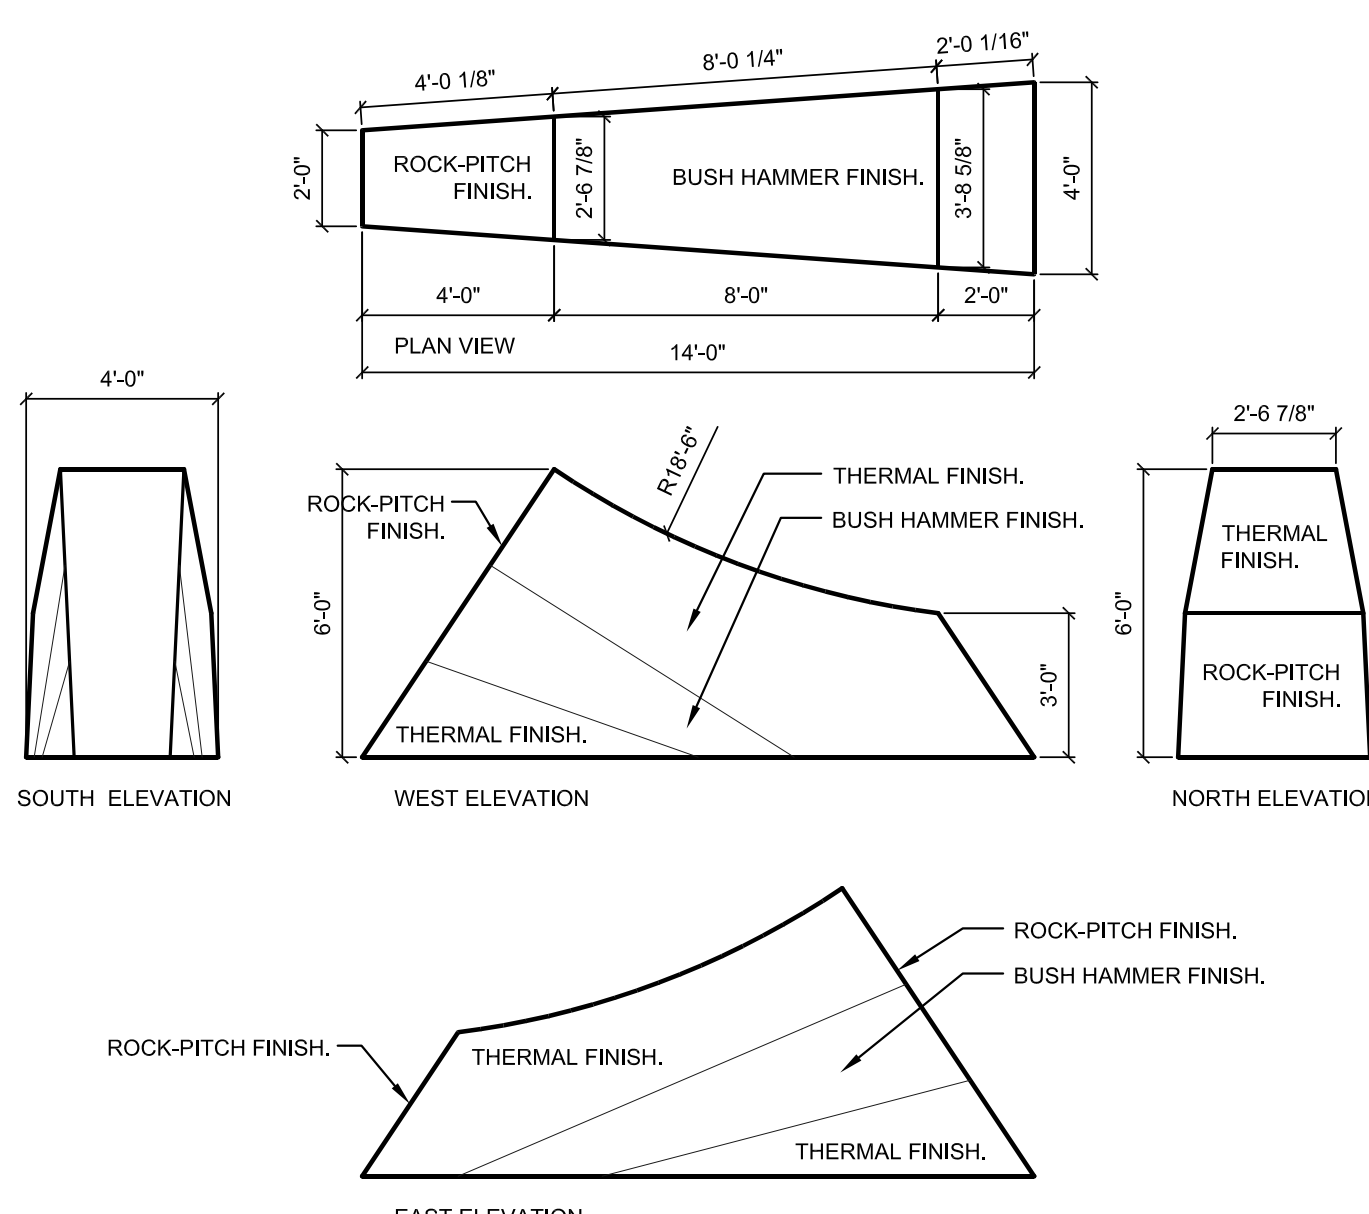 2'-0 1/16"
8'-0 1/4"
4'-0 1/8"
2'-0"
ROCK-PITCH
FINISH.
2'-6 7/8"
BUSH HAMMER FINISH.
3'-8 5/8"
4'-0"
4'-0"
8'-0"
2'-0"
PLAN VIEW
14'-0"
4'-0"
SOUTH ELEVATION
R18'-6"
THERMAL FINISH.
ROCK-PITCH
FINISH.
BUSH HAMMER FINISH.
6'-0"
3'-0"
THERMAL FINISH.
WEST ELEVATION
2'-6 7/8"
THERMAL
FINISH.
6'-0"
ROCK-PITCH
FINISH.
NORTH ELEVATION
ROCK-PITCH FINISH.
BUSH HAMMER FINISH.
ROCK-PITCH FINISH.
THERMAL FINISH.
THERMAL FINISH.
EAST ELEVATION